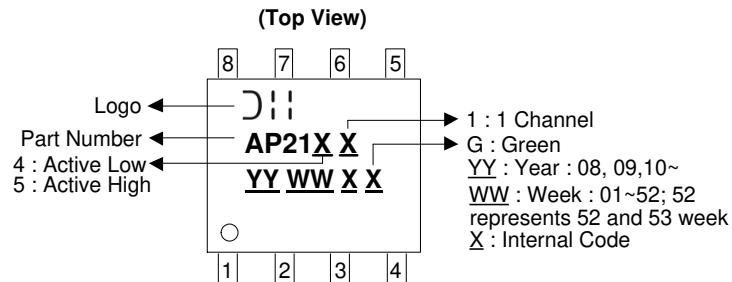 (Top View)
8 7 6 5
Logo
Part Number
4 : Active Low
5 : Active High
AP21X X
YY WW X X
1 : 1 Channel
G : Green
YY : Year : 08, 09,10~
WW : Week : 01~52; 52
represents 52 and 53 week
X : Internal Code
1 2 3 4